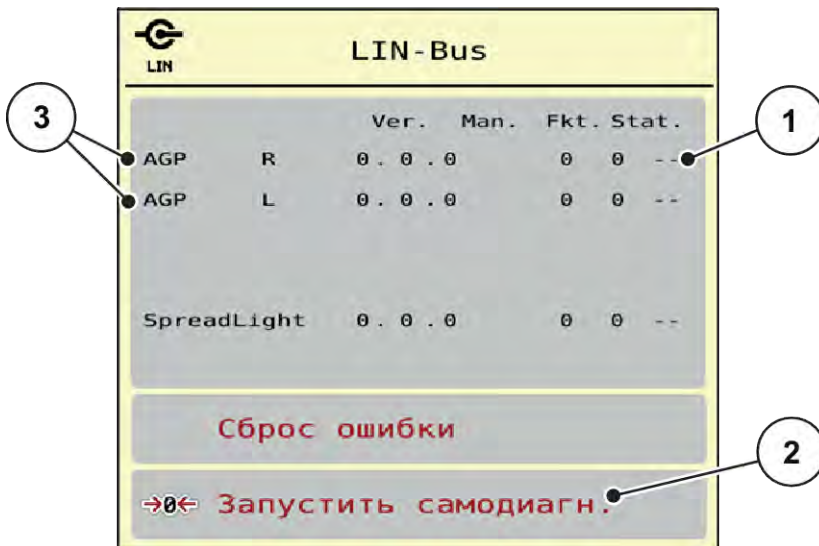 LIN
LIN-Bus
Ver. Man. Fkt. Stat.
3
1
AGP R 0.0.0 0 0 --
AGP L 0.0.0 0 0 --
SpreadLight 0.0.0 0 0 --
Сброс ошибки
2
→0← Запустить самодиагн.